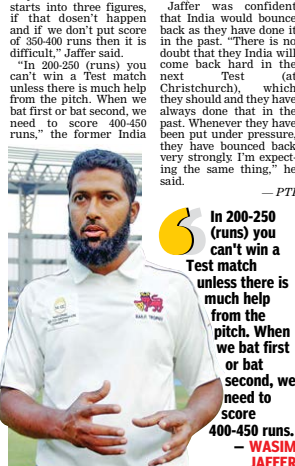 starts into three figures,
if that dosen't happen
and if we don't put score
of 350-400 runs then it is
difficult," Jaffer said.
"In 200-250 (runs) you
can't win a Test match
unless there is much help
from the pitch. When we
bat first or bat second, we
need to score 400-450
runs," the former India
Jaffer was confident
that India would bounce
back as they have done it
in the past. "There is no
doubt that they India will
come back hard in the
next Test (at
Christchurch), which
they should and they have
always done that in the
past. Whenever they have
been put under pressure,
they have bounced back
very strongly. I'm expect-
ing the same thing," he
said.
— PTI
In 200-250
(runs) you
can't win a
Test match
unless there is
much help
from the
pitch. When
we bat first
or bat
second, we
need to
score
400-450 runs.
— WASIM
JAFFER